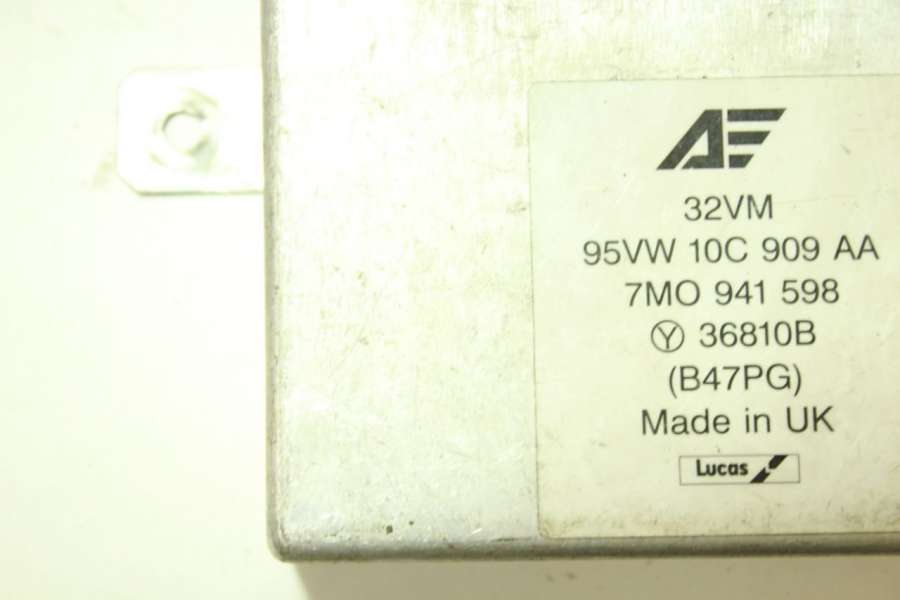 AE
32VM
95VW 10C 909 AA
7MO 941 598
Ⓨ 36810B
(B47PG)
Made in UK
Lucas